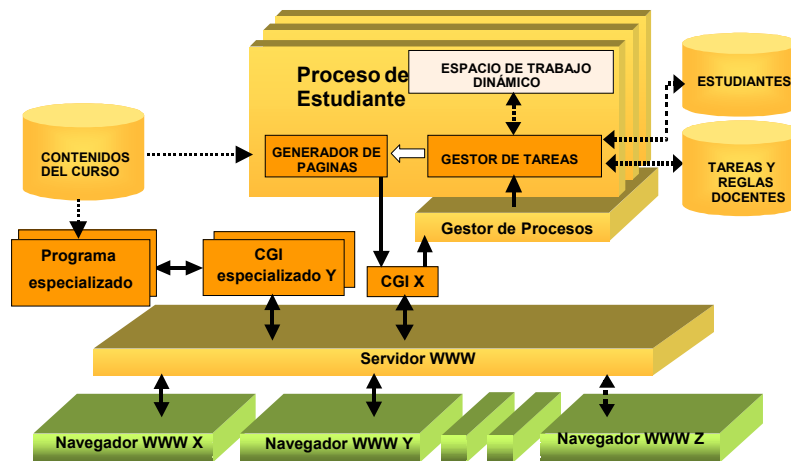 Proceso de
Estudiante
ESPACIO DE TRABAJO
DINÁMICO
ESTUDIANTES
CONTENIDOS
DEL CURSO
GENERADOR DE
PAGINAS
GESTOR DE TAREAS
TAREAS Y
REGLAS
DOCENTES
Gestor de Procesos
Programa
especializado
CGI
especializado Y
CGI X
Servidor WWW
Navegador WWW X
Navegador WWW Y
Navegador WWW Z